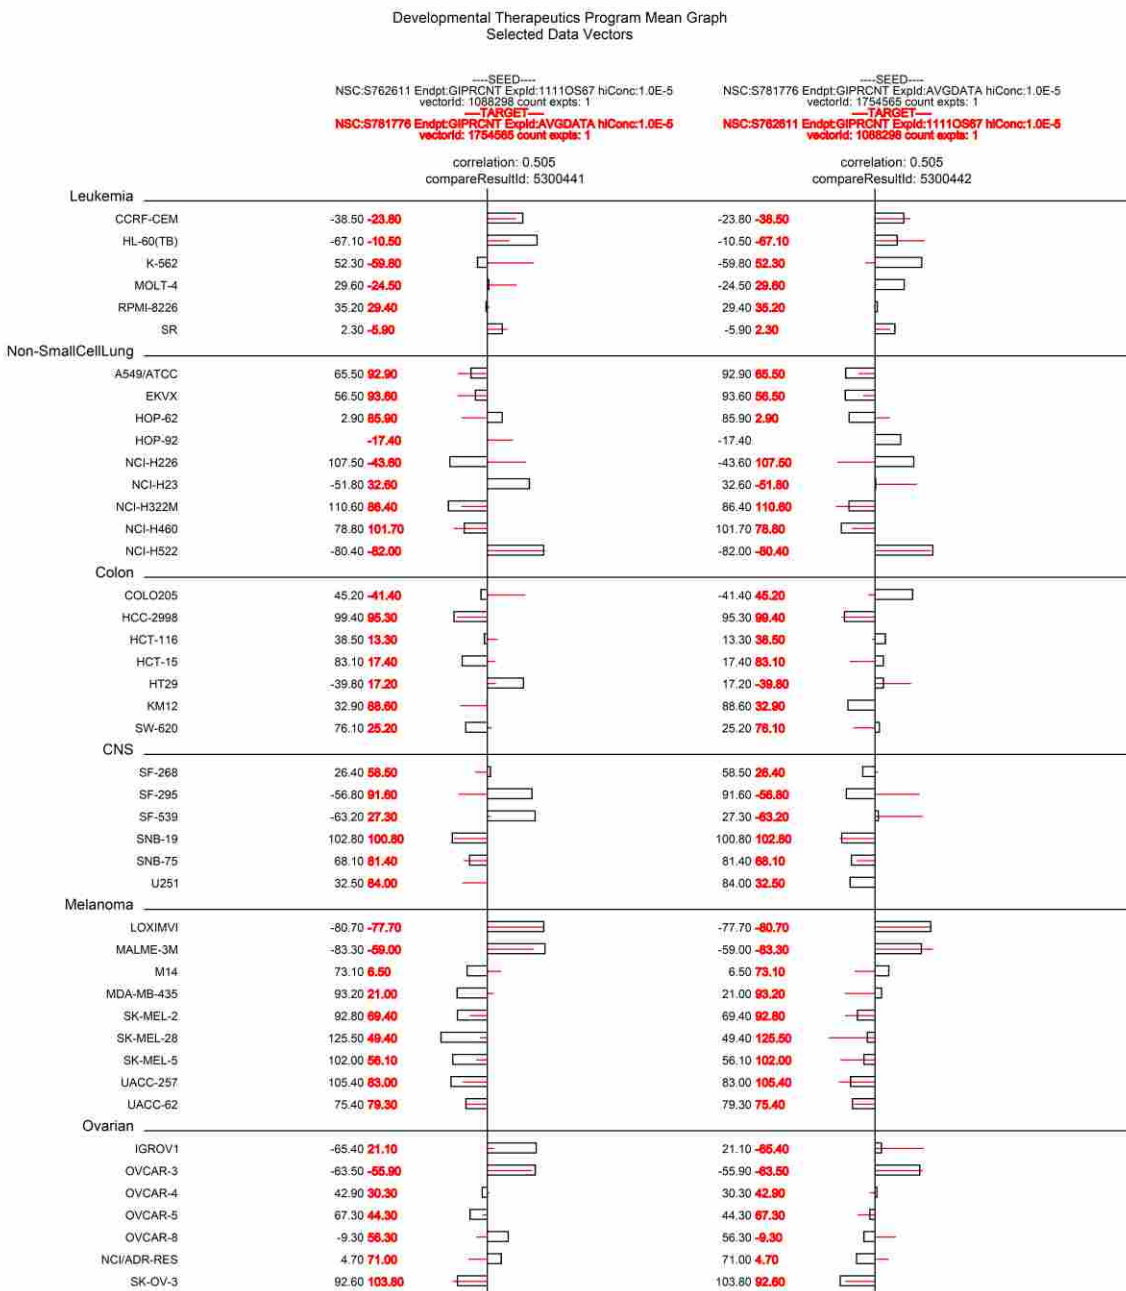 Developmental Therapeutics Program Mean Graph
Selected Data Vectors
----SEED----
NSC:S762611 Endpt:GIPRCNT ExpId:1111OS67 hiConc:1.0E-5
vectorId: 1088298 count expts: 1
----TARGET----
NSC:S781776 Endpt:GIPRCNT ExpId:AVGDATA hiConc:1.0E-5
vectorId: 1754565 count expts: 1
correlation: 0.505
compareResultId: 5300441
----SEED----
NSC:S781776 Endpt:GIPRCNT ExpId:AVGDATA hiConc:1.0E-5
vectorId: 1754565 count expts: 1
----TARGET----
NSC:S762611 Endpt:GIPRCNT ExpId:1111OS67 hiConc:1.0E-5
vectorId: 1088298 count expts: 1
correlation: 0.505
compareResultId: 5300442
Leukemia
CCRF-CEM -38.50 -23.80 -23.80 -38.50
HL-60(TB) -67.10 -10.50 -10.50 -67.10
K-562 52.30 -59.80 -59.80 52.30
MOLT-4 29.60 -24.50 -24.50 29.60
RPMI-8226 35.20 29.40 29.40 35.20
SR 2.30 -5.90 -5.90 2.30
Non-SmallCellLung
A549/ATCC 65.50 92.90 92.90 65.50
EKVX 56.50 93.60 93.60 56.50
HOP-62 2.90 85.90 85.90 2.90
HOP-92 -17.40 -17.40
NCI-H226 107.50 -43.60 -43.60 107.50
NCI-H23 -51.80 32.60 32.60 -51.80
NCI-H322M 110.60 86.40 86.40 110.60
NCI-H460 78.80 101.70 101.70 78.80
NCI-H522 -80.40 -82.00 -82.00 -80.40
Colon
COLO205 45.20 -41.40 -41.40 45.20
HCC-2998 99.40 95.30 95.30 99.40
HCT-116 38.50 13.30 13.30 38.50
HCT-15 83.10 17.40 17.40 83.10
HT29 -39.80 17.20 17.20 -39.80
KM12 32.90 88.60 88.60 32.90
SW-620 76.10 25.20 25.20 76.10
CNS
SF-268 26.40 58.50 58.50 26.40
SF-295 -56.80 91.60 91.60 -56.80
SF-539 -63.20 27.30 27.30 -63.20
SNB-19 102.80 100.80 100.80 102.80
SNB-75 68.10 81.40 81.40 68.10
U251 32.50 84.00 84.00 32.50
Melanoma
LOXIMVI -80.70 -77.70 -77.70 -80.70
MALME-3M -83.30 -59.00 -59.00 -83.30
M14 73.10 6.50 6.50 73.10
MDA-MB-435 93.20 21.00 21.00 93.20
SK-MEL-2 92.80 69.40 69.40 92.80
SK-MEL-28 125.50 49.40 49.40 125.50
SK-MEL-5 102.00 56.10 56.10 102.00
UACC-257 105.40 83.00 83.00 105.40
UACC-62 75.40 79.30 79.30 75.40
Ovarian
IGROV1 -65.40 21.10 21.10 -65.40
OVCAR-3 -63.50 -55.90 -55.90 -63.50
OVCAR-4 42.90 30.30 30.30 42.90
OVCAR-5 67.30 44.30 44.30 67.30
OVCAR-8 -9.30 56.30 56.30 -9.30
NCI/ADR-RES 4.70 71.00 71.00 4.70
SK-OV-3 92.60 103.80 103.80 92.60